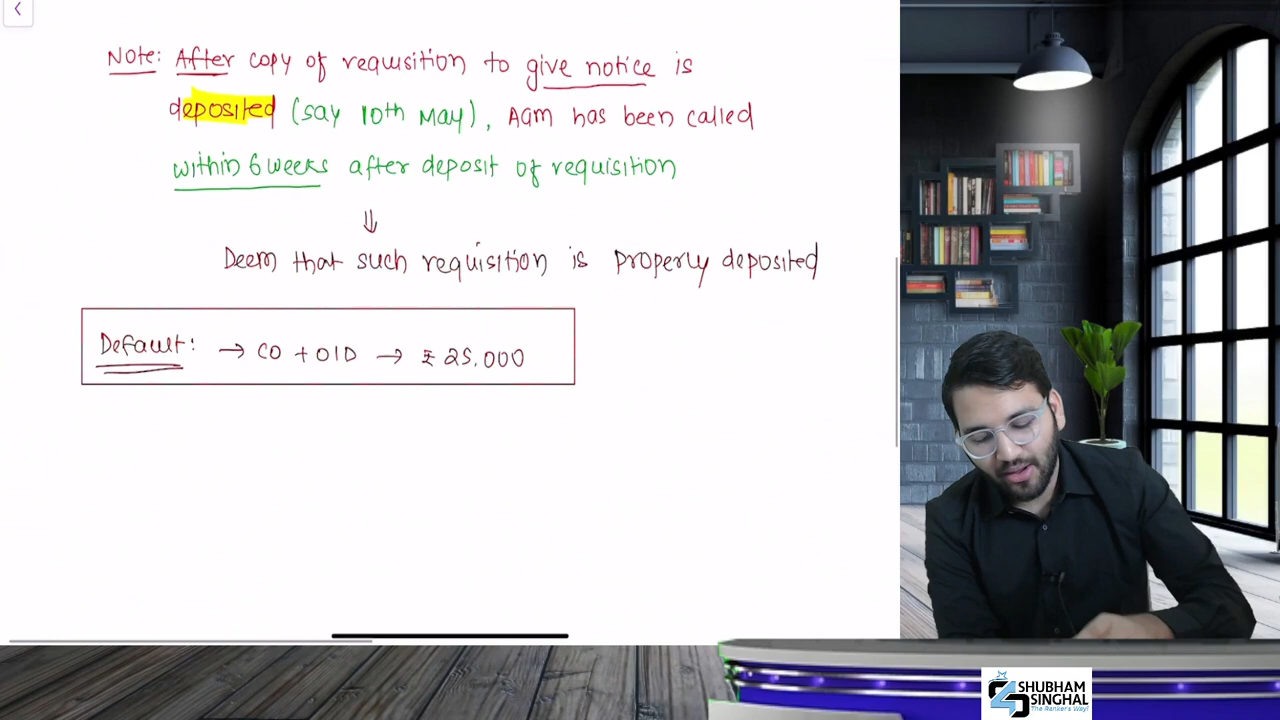 Note: After copy of requisition to give notice is
deposited (say 10th May), AGM has been called
within 6 weeks after deposit of requisition
⇓
Deem that such requisition is properly deposited
Default: → CO + OID → ₹ 25,000
SHUBHAM
SINGHAL
The Ranker's Way!